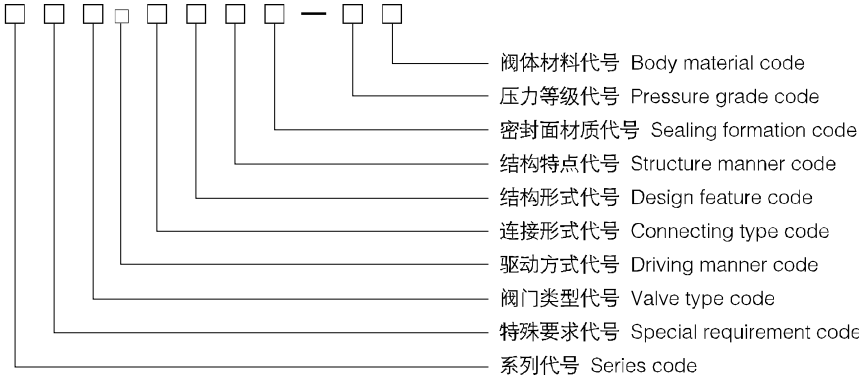 阀体材料代号 Body material code
压力等级代号 Pressure grade code
密封面材质代号 Sealing formation code
结构特点代号 Structure manner code
结构形式代号 Design feature code
连接形式代号 Connecting type code
驱动方式代号 Driving manner code
阀门类型代号 Valve type code
特殊要求代号 Special requirement code
系列代号 Series code